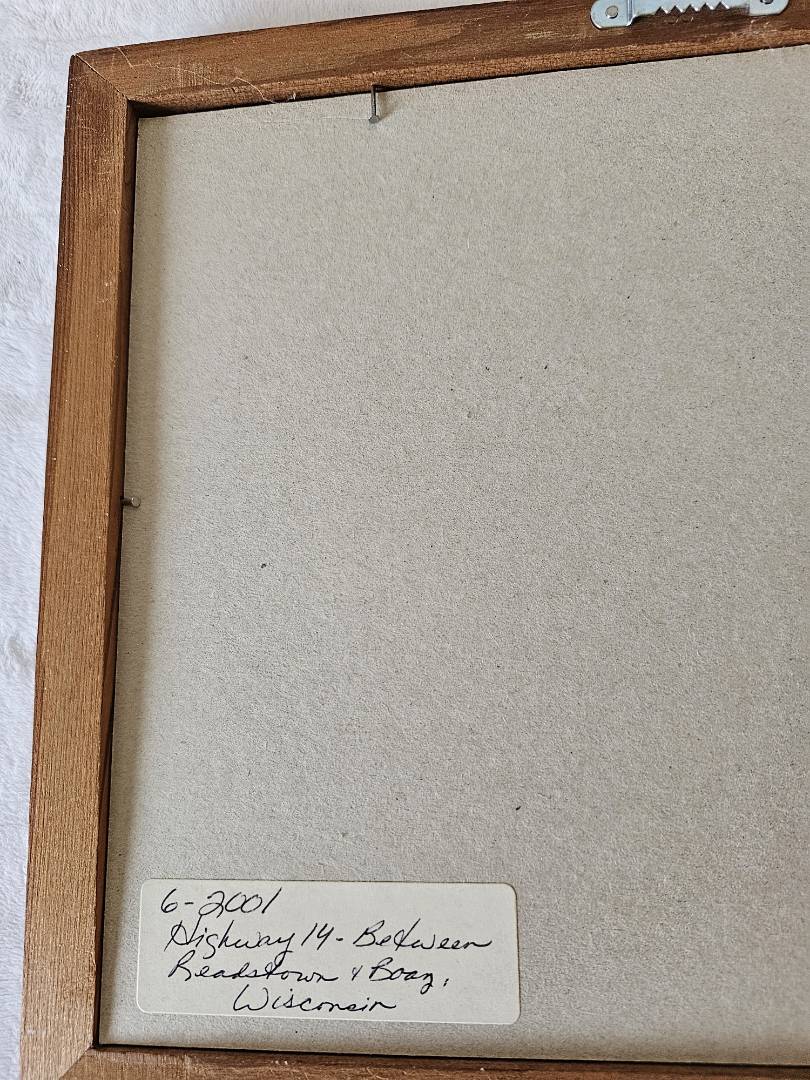 6-2001
Highway 14 - Between
Readstown & Boaz,
Wisconsin